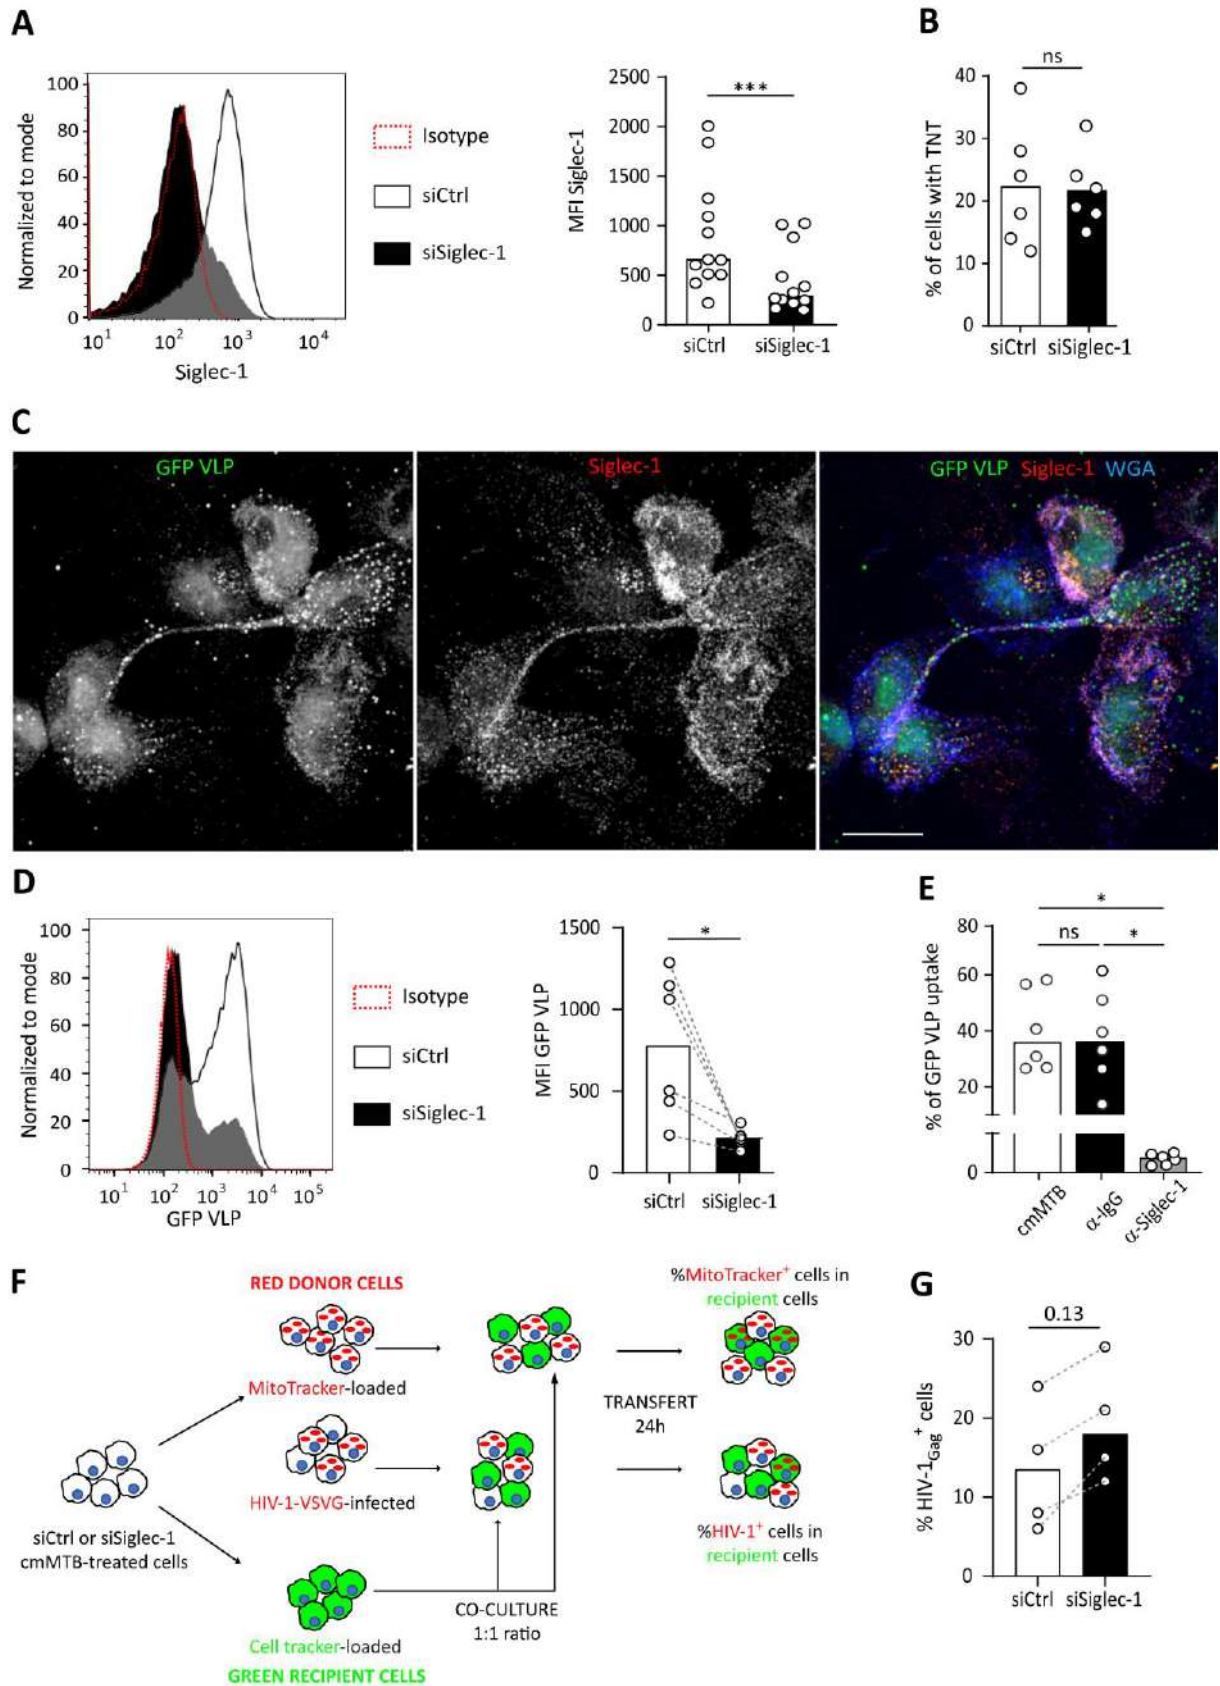 A
Normalized to mode
100
80
60
40
20
0
10^1 10^2 10^3 10^4
Siglec-1
Isotype
siCtrl
siSiglec-1
MFI Siglec-1
2500
2000
1500
1000
500
0
***
siCtrl siSiglec-1
B
% of cells with TNT
40
30
20
10
0
ns
siCtrl siSiglec-1
C
GFP VLP
Siglec-1
GFP VLP Siglec-1 WGA
D
Normalized to mode
100
80
60
40
20
0
10^1 10^2 10^3 10^4 10^5
GFP VLP
Isotype
siCtrl
siSiglec-1
MFI GFP VLP
1500
1000
500
0
*
siCtrl siSiglec-1
E
% of GFP VLP uptake
80
60
40
20
0
*
ns *
cmMTB
α-IgG
α-Siglec-1
F
RED DONOR CELLS
MitoTracker-loaded
HIV-1-VSVG-infected
siCtrl or siSiglec-1
cmMTB-treated cells
Cell tracker-loaded
GREEN RECIPIENT CELLS
CO-CULTURE
1:1 ratio
TRANSFERT
24h
%MitoTracker+ cells in
recipient cells
%HIV-1+ cells in
recipient cells
G
% HIV-1Gag+ cells
30
20
10
0
0.13
siCtrl siSiglec-1